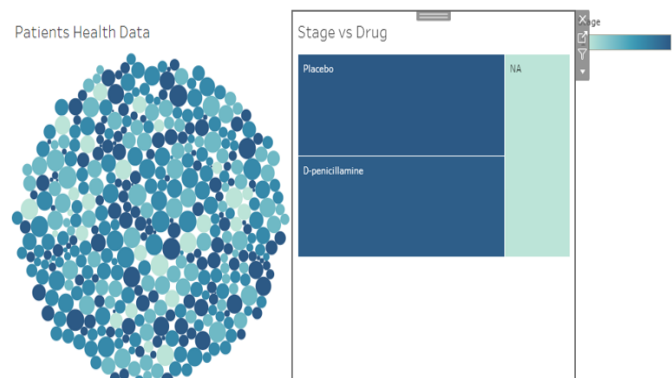 Patients Health Data
Stage vs Drug
Placebo
NA
D-penicillamine